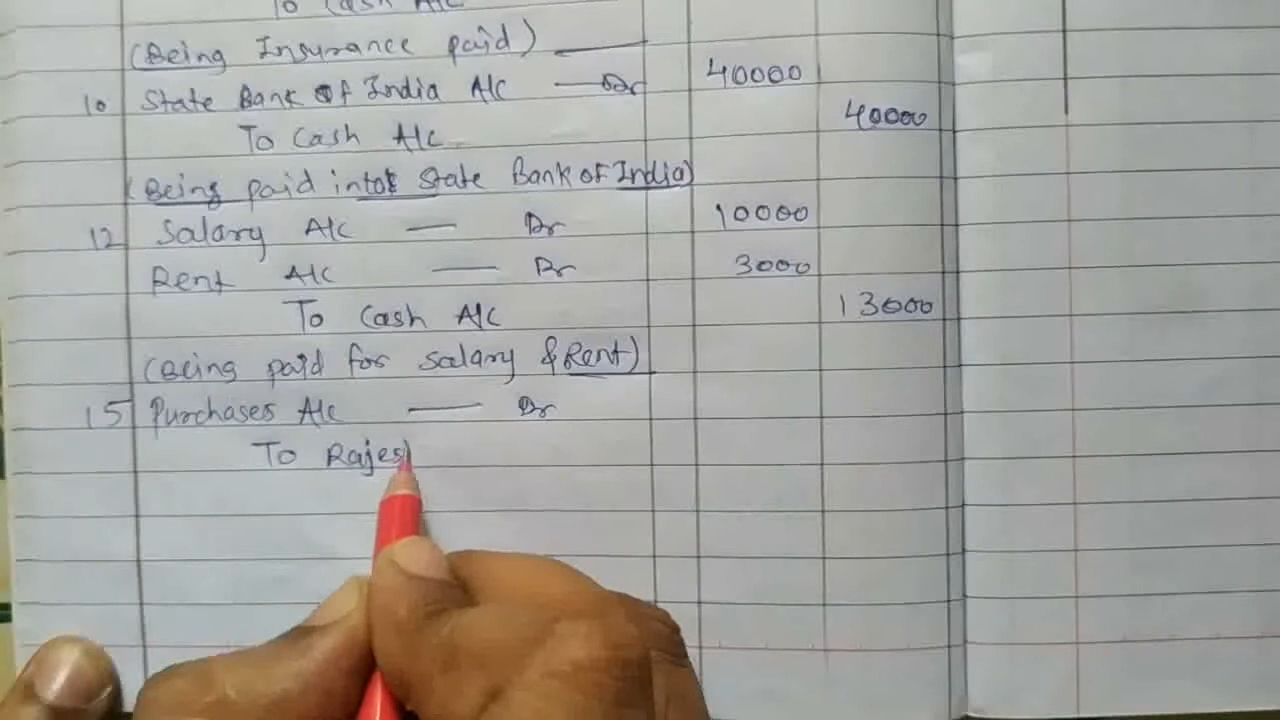 To Cash A/c
(Being Insurance paid)
40000
10 State Bank of India A/c — Dr
40000
To Cash A/c
(Being paid into State Bank of India)
10000
12 Salary A/c — Dr
Rent A/c — Dr 3000
To Cash A/c 13000
(Being paid for Salary & Rent)
15 Purchases A/c — Dr
To Rajes